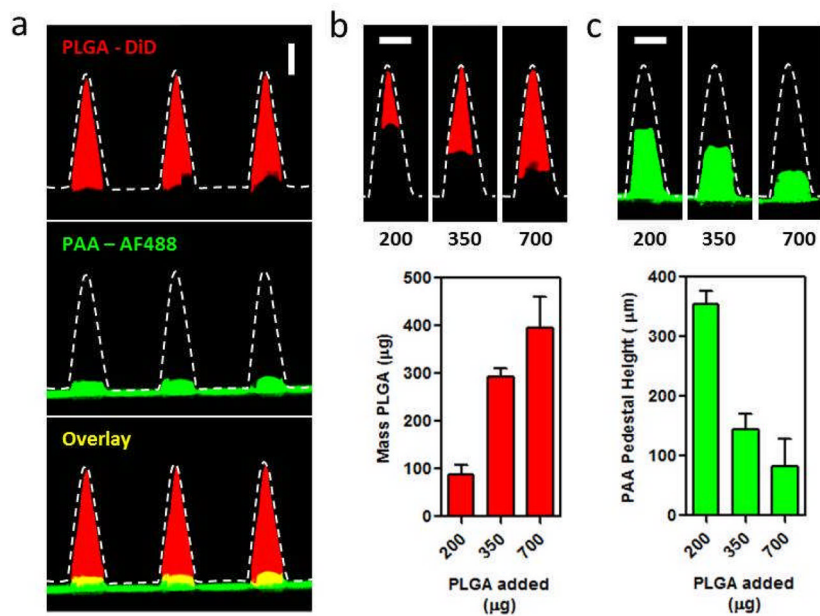 a
PLGA - DiD
PAA – AF488
Overlay
b
200 350 700
500
400
300
200
100
0
Mass PLGA (µg)
200 350 700
PLGA added
(µg)
c
200 350 700
400
300
200
100
0
PAA Pedestal Height ( µm)
200 350 700
PLGA added
(µg)